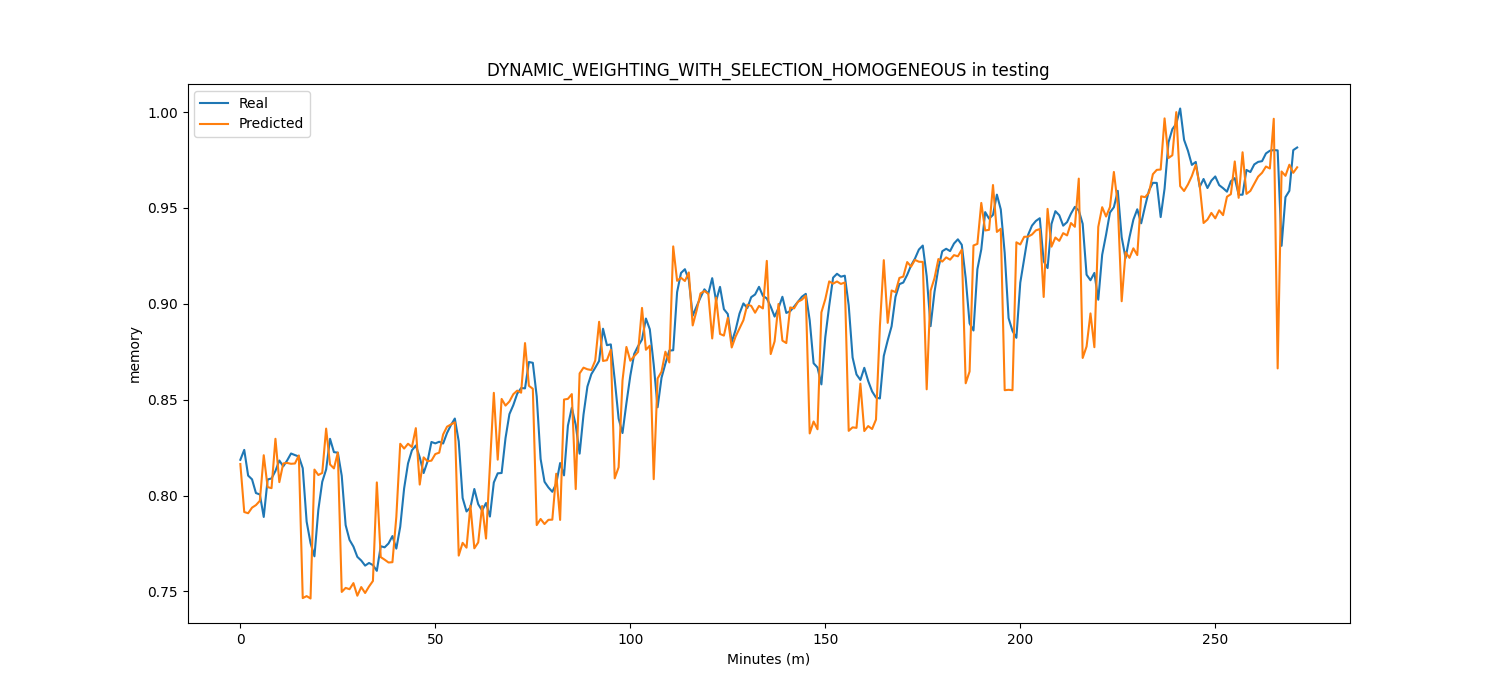 DYNAMIC_WEIGHTING_WITH_SELECTION_HOMOGENEOUS in testing
Real
Predicted
1.00
0.95
0.90
0.85
0.80
0.75
memory
0 50 100 150 200 250
Minutes (m)